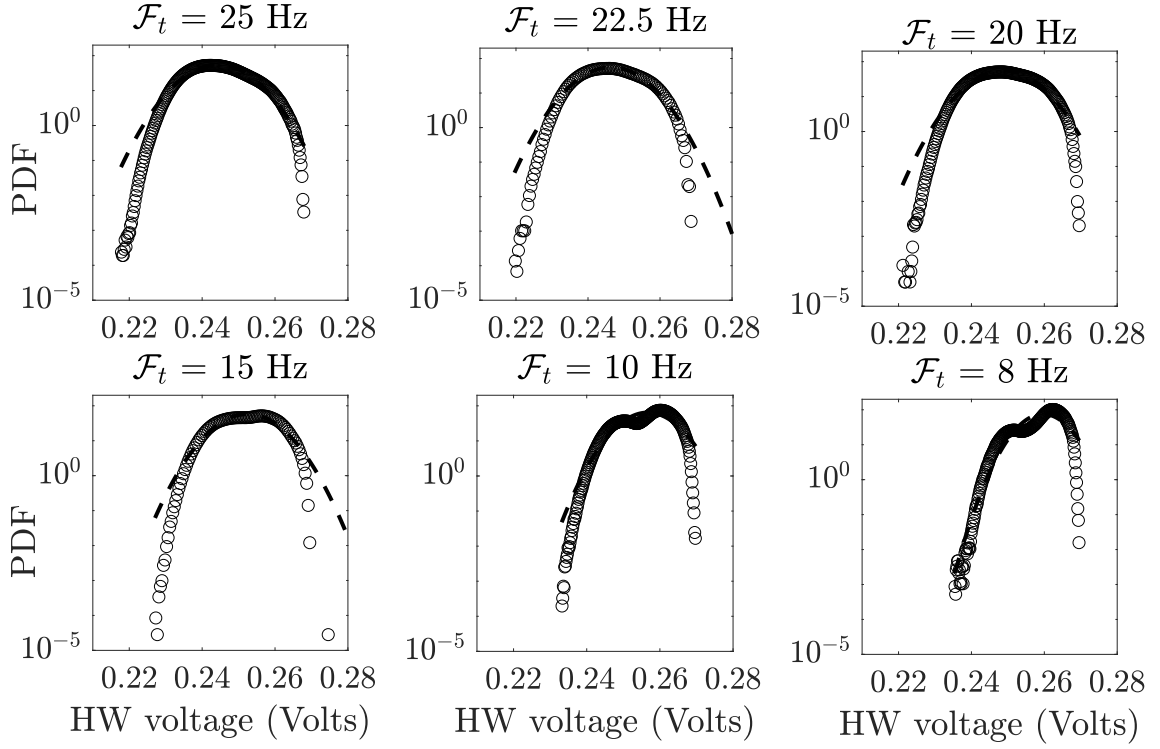 𝓕ₜ = 25 Hz
𝓕ₜ = 22.5 Hz
𝓕ₜ = 20 Hz
PDF
10⁰
10⁻⁵
0.22 0.24 0.26 0.28
10⁰
10⁻⁵
0.22 0.24 0.26 0.28
10⁰
10⁻⁵
0.22 0.24 0.26 0.28
𝓕ₜ = 15 Hz
𝓕ₜ = 10 Hz
𝓕ₜ = 8 Hz
PDF
10⁰
10⁻⁵
0.22 0.24 0.26 0.28
HW voltage (Volts)
10⁰
10⁻⁵
0.22 0.24 0.26 0.28
HW voltage (Volts)
10⁰
10⁻⁵
0.22 0.24 0.26 0.28
HW voltage (Volts)